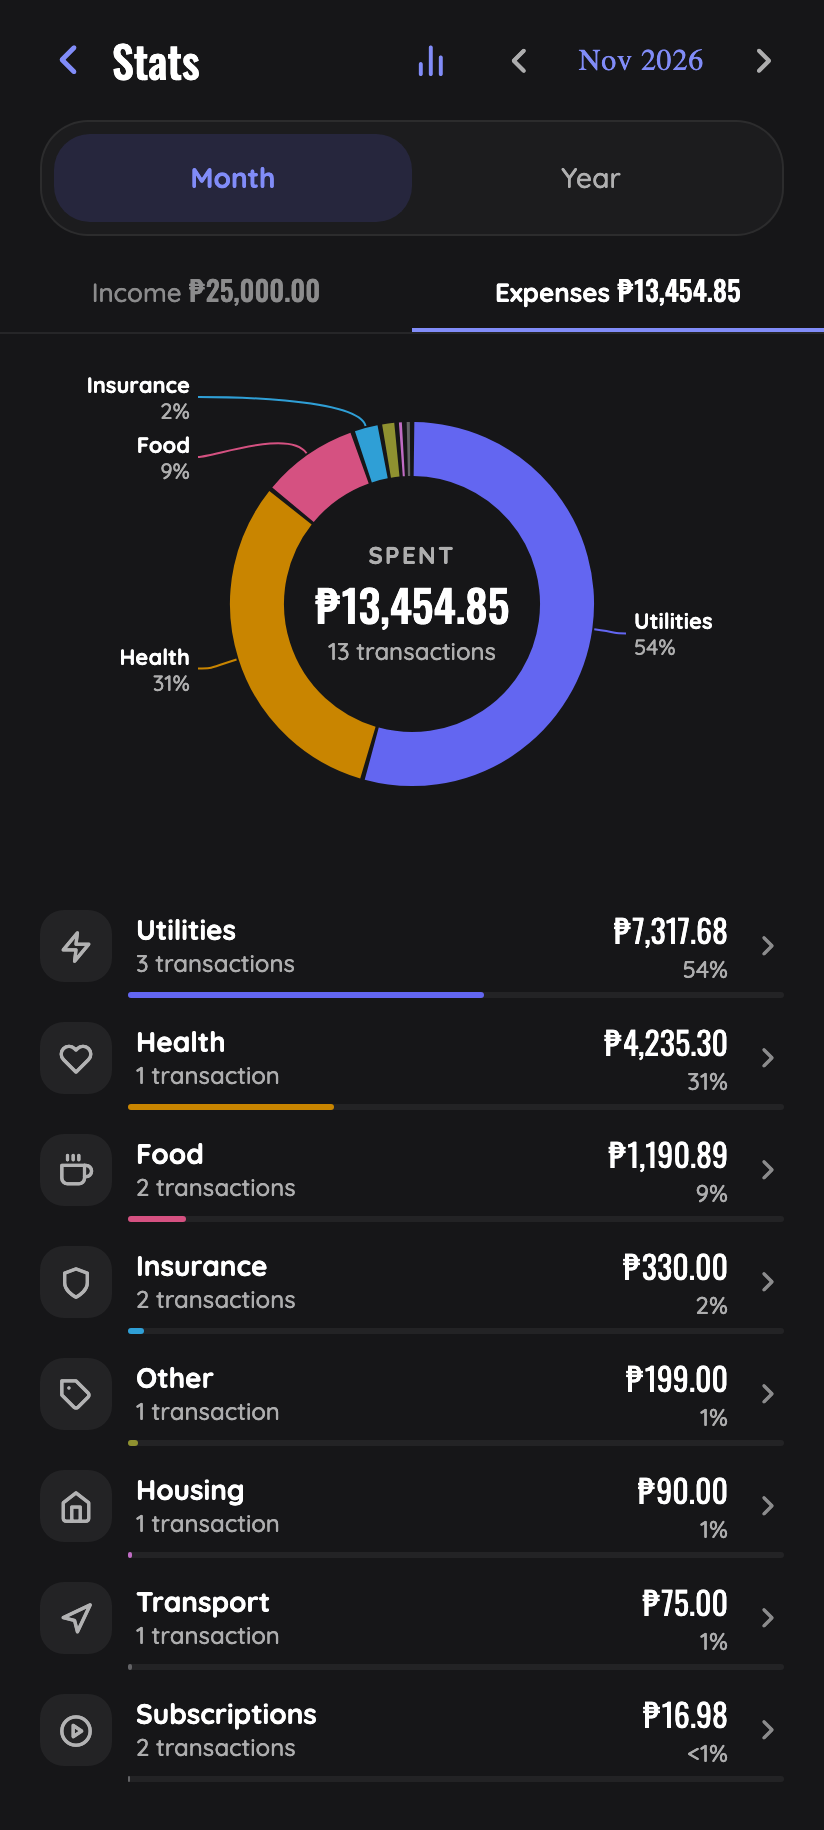 Stats
Nov 2026
Month
Year
Income ₱25,000.00
Expenses ₱13,454.85
Insurance
2%
Food
9%
SPENT
₱13,454.85
13 transactions
Utilities
54%
Health
31%
Utilities
₱7,317.68
3 transactions
54%
Health
₱4,235.30
1 transaction
31%
Food
₱1,190.89
2 transactions
9%
Insurance
₱330.00
2 transactions
2%
Other
₱199.00
1 transaction
1%
Housing
₱90.00
1 transaction
1%
Transport
₱75.00
1 transaction
1%
Subscriptions
₱16.98
2 transactions
<1%